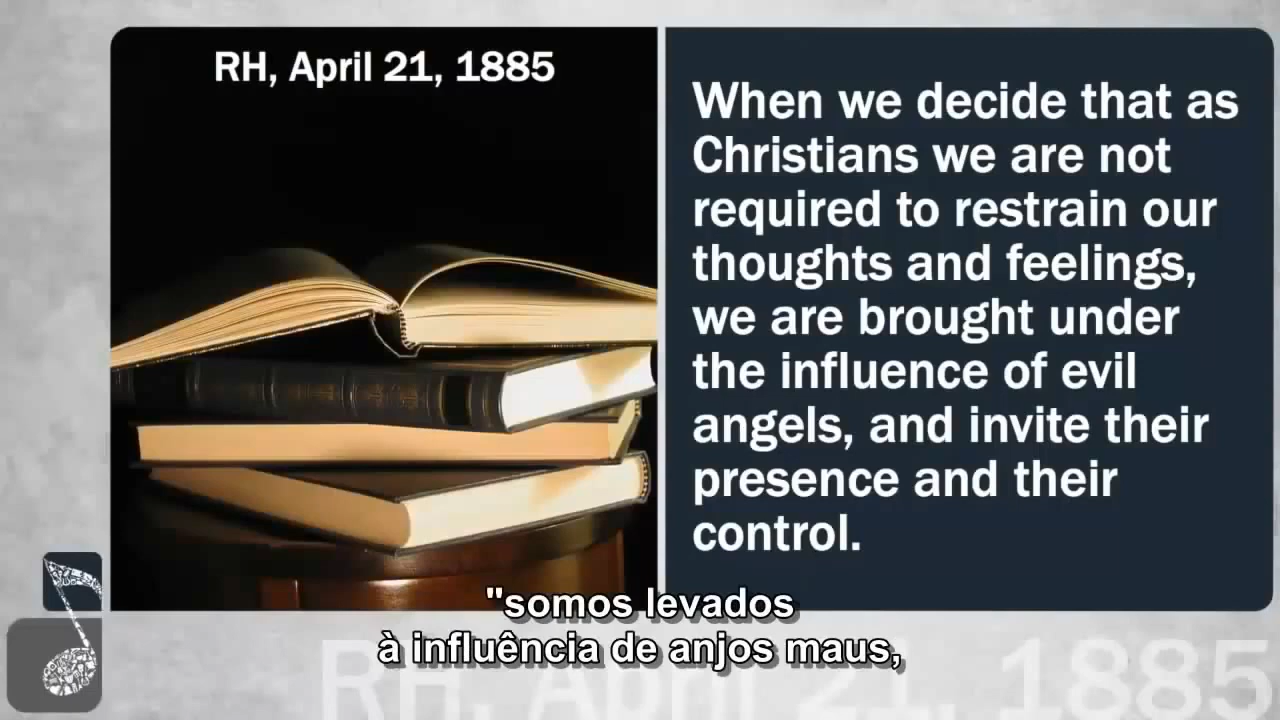 RH, April 21, 1885
When we decide that as
Christians we are not
required to restrain our
thoughts and feelings,
we are brought under
the influence of evil
angels, and invite their
presence and their
control.
"somos levados
à influência de anjos maus,
RH, April 21, 1885